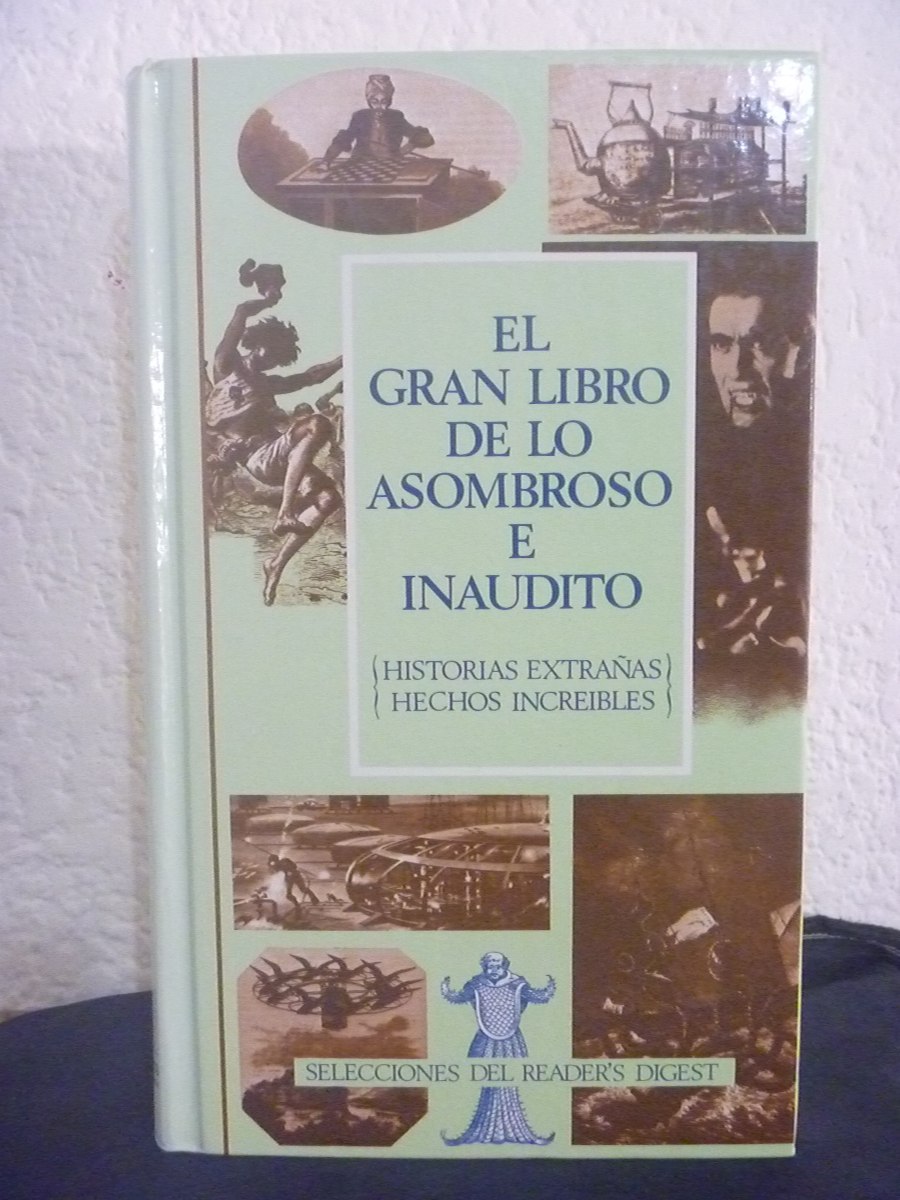 EL
GRAN LIBRO
DE LO
ASOMBROSO
E
INAUDITO
{HISTORIAS EXTRAÑAS}
{HECHOS INCREIBLES}
SELECCIONES DEL READER'S DIGEST